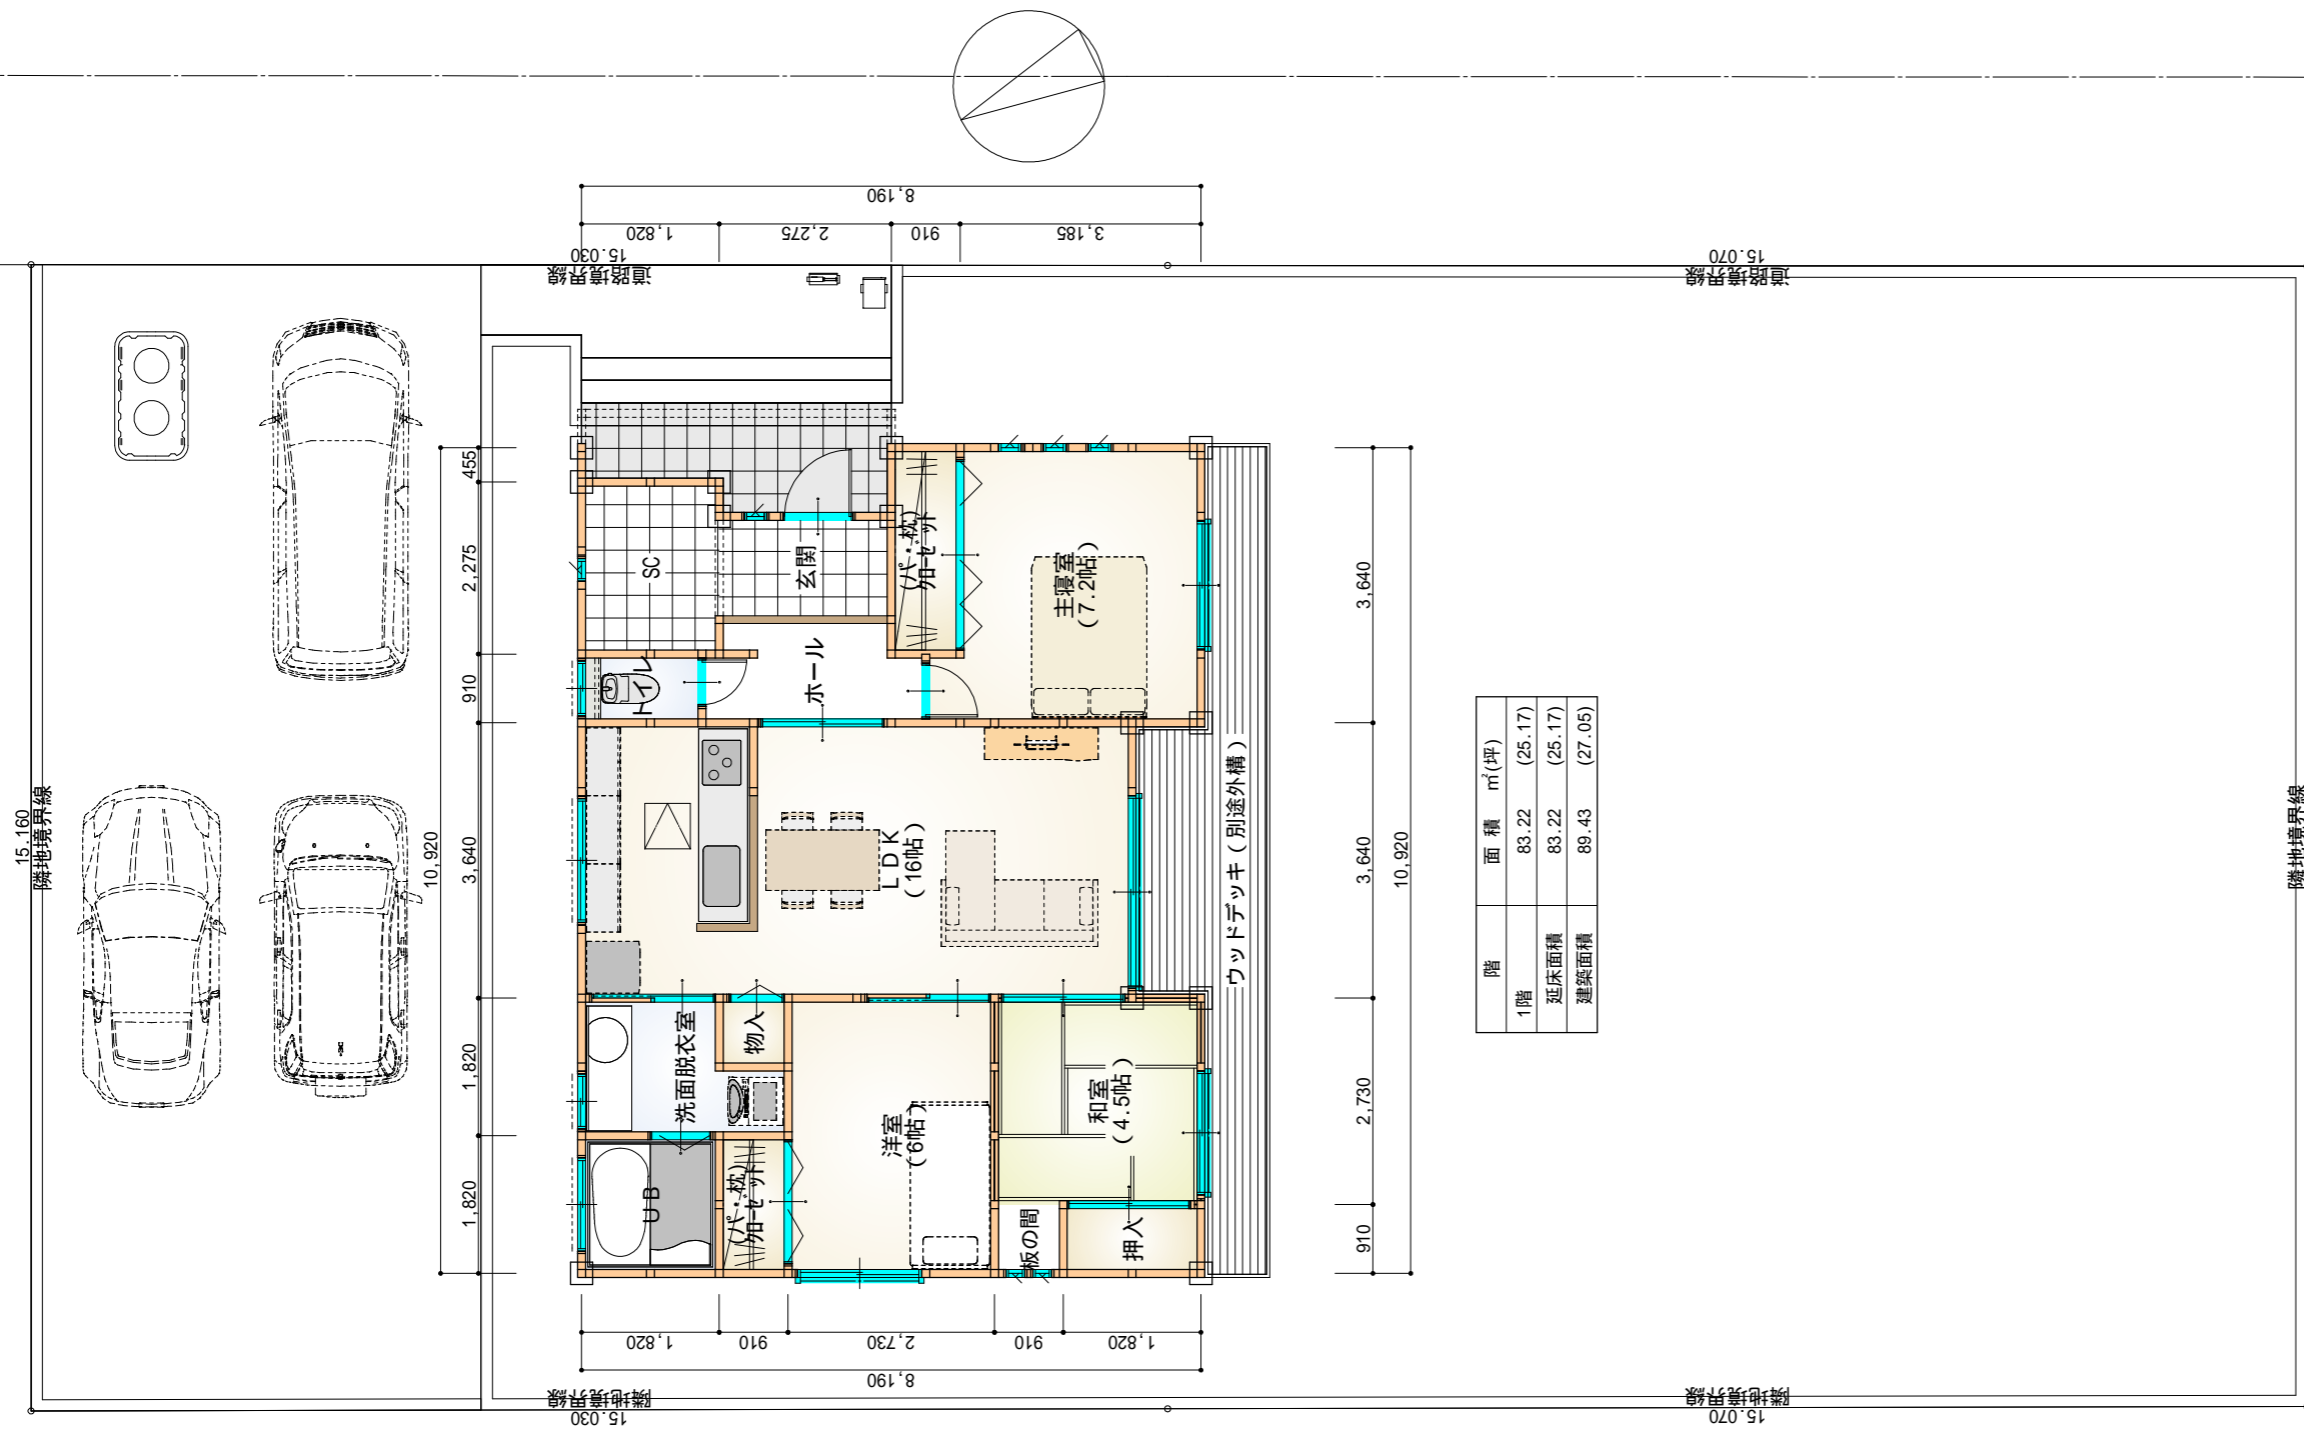 8,190
1,820
2,275
910
3,185
15.030
道路境界線
15.070
道路境界線
15.160
隣地境界線
隣地境界線
10,920
455
2,275
910
3,640
1,820
1,820
3,640
3,640
2,730
910
10,920
SC
玄関
(パ・枕)
クローゼット
主寝室
(7.2帖)
トイレ
ホール
LDK
(16帖)
ウッドデッキ(別途外構)
洗面脱衣室
物入
洋室
(6帖)
和室
(4.5帖)
UB
(パ・枕)
クローゼット
板の間
押入
階 面積 ㎡(坪)
1階 83.22 (25.17)
延床面積 83.22 (25.17)
建築面積 89.43 (27.05)
1,820
910
2,730
910
1,820
8,190
隣地境界線
15.030
隣地境界線
15.070